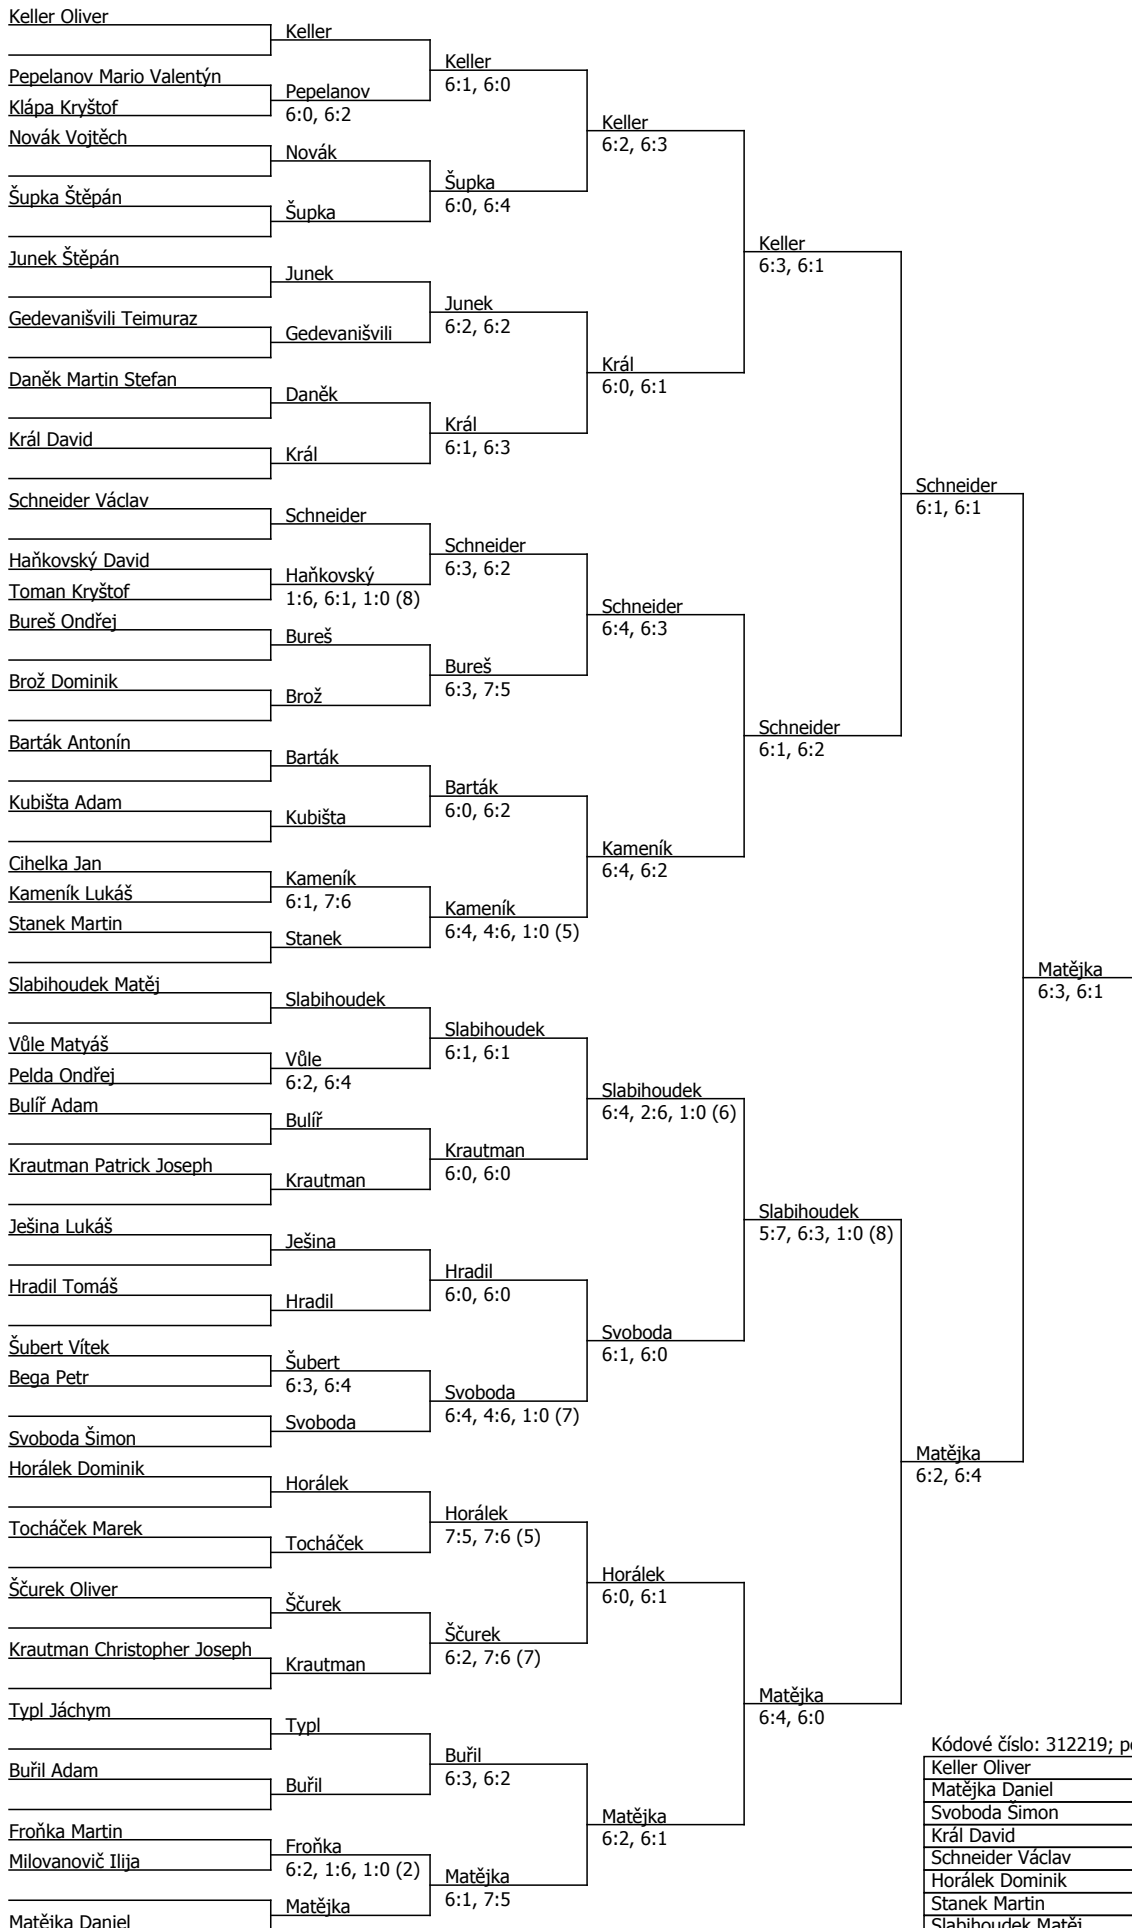 Keller Oliver
Keller
Keller
6:1, 6:0
Pepelanov Mario Valentýn
Pepelanov
6:0, 6:2
Klápa Kryštof
Keller
6:2, 6:3
Novák Vojtěch
Novák
Šupka
6:0, 6:4
Šupka Štěpán
Šupka
Keller
6:3, 6:1
Junek Štěpán
Junek
Junek
6:2, 6:2
Gedevanišvili Teimuraz
Gedevanišvili
Král
6:0, 6:1
Daněk Martin Stefan
Daněk
Král
6:1, 6:3
Král David
Král
Schneider
6:1, 6:1
Schneider Václav
Schneider
Schneider
6:3, 6:2
Haňkovský David
Haňkovský
1:6, 6:1, 1:0 (8)
Toman Kryštof
Schneider
6:4, 6:3
Bureš Ondřej
Bureš
Bureš
6:3, 7:5
Brož Dominik
Brož
Schneider
6:1, 6:2
Barták Antonín
Barták
Barták
6:0, 6:2
Kubišta Adam
Kubišta
Kameník
6:4, 6:2
Cihelka Jan
Kameník
6:1, 7:6
Kameník Lukáš
Kameník
6:4, 4:6, 1:0 (5)
Stanek Martin
Stanek
Matějka
6:3, 6:1
Slabihoudek Matěj
Slabihoudek
Slabihoudek
6:1, 6:1
Vůle Matyáš
Vůle
6:2, 6:4
Pelda Ondřej
Slabihoudek
6:4, 2:6, 1:0 (6)
Bulíř Adam
Bulíř
Krautman
6:0, 6:0
Krautman Patrick Joseph
Krautman
Slabihoudek
5:7, 6:3, 1:0 (8)
Ješina Lukáš
Ješina
Hradil
6:0, 6:0
Hradil Tomáš
Hradil
Svoboda
6:1, 6:0
Šubert Vítek
Šubert
6:3, 6:4
Bega Petr
Svoboda
6:4, 4:6, 1:0 (7)
Svoboda
Svoboda Šimon
Matějka
6:2, 6:4
Horálek Dominik
Horálek
Horálek
7:5, 7:6 (5)
Tocháček Marek
Tocháček
Horálek
6:0, 6:1
Ščurek Oliver
Ščurek
Ščurek
6:2, 7:6 (7)
Krautman Christopher Joseph
Krautman
Matějka
6:4, 6:0
Typl Jáchym
Typl
Buřil
6:3, 6:2
Buřil Adam
Buřil
Matějka
6:2, 6:1
Froňka Martin
Froňka
6:2, 1:6, 1:0 (2)
Milovanovič Ilija
Matějka
6:1, 7:5
Matějka
Matějka Daniel
Kódové číslo: 312219; p
Keller Oliver
Matějka Daniel
Svoboda Šimon
Král David
Schneider Václav
Horálek Dominik
Stanek Martin
Slabihoudek Matěj